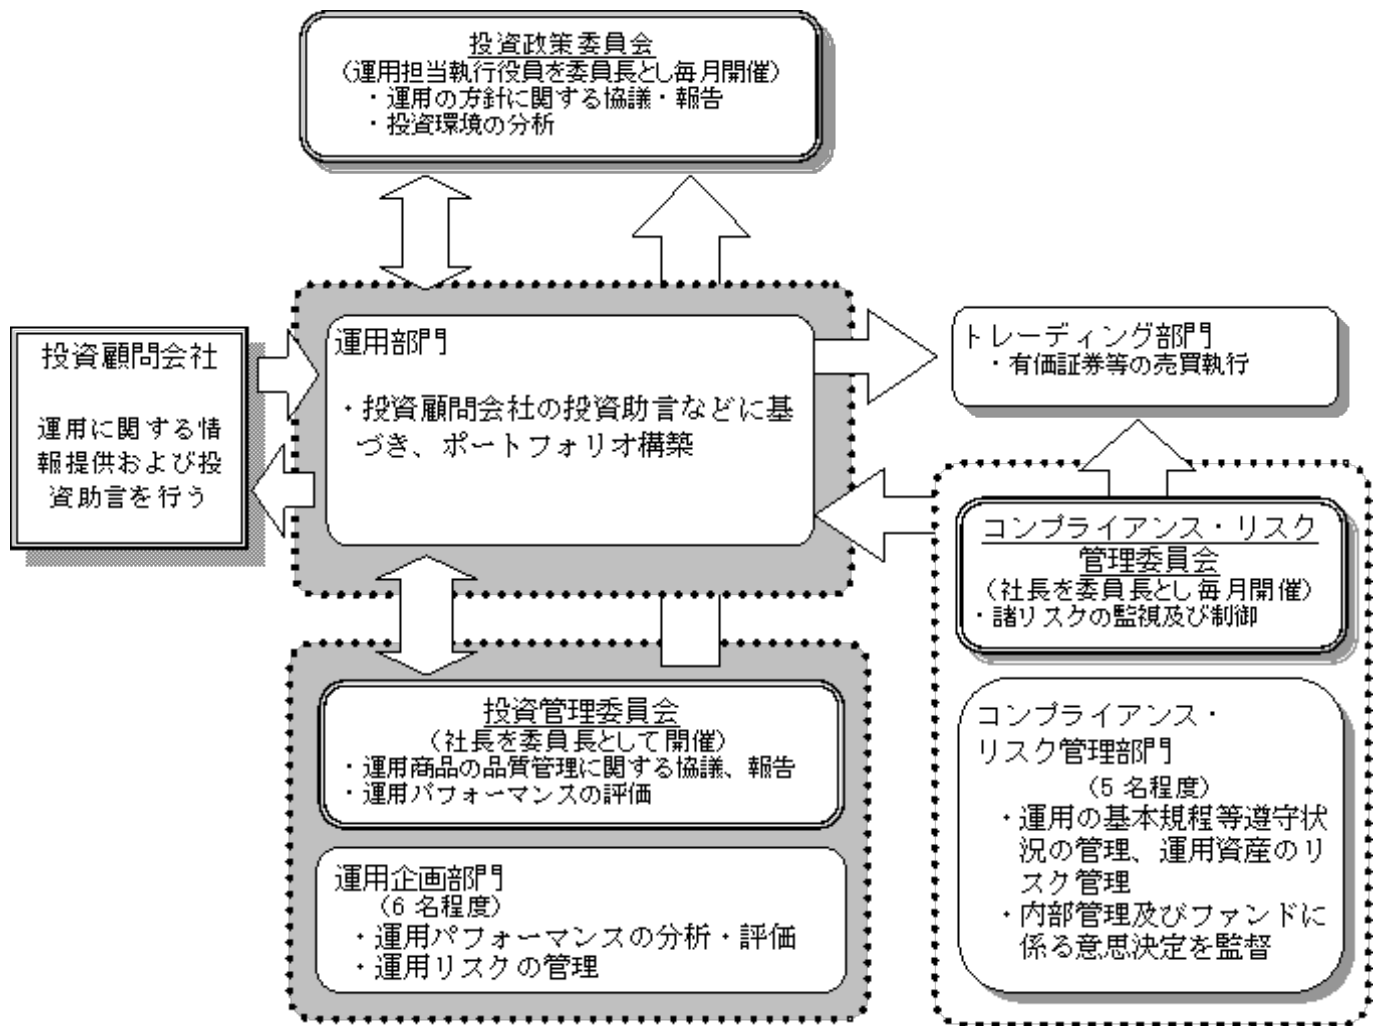 投資政策委員会
(運用担当執行役員を委員長とし毎月開催)
・運用の方針に関する協議・報告
・投資環境の分析
投資顧問会社
運用に関する情
報提供および投
資助言を行う
運用部門
・投資顧問会社の投資助言などに基
づき、ポートフォリオ構築
トレーディング部門
・有価証券等の売買執行
コンプライアンス・リスク
管理委員会
(社長を委員長とし毎月開催)
・諸リスクの監視及び制御
コンプライアンス・
リスク管理部門
(5 名程度)
・運用の基本規程等遵守状
況の管理、運用資産のリ
スク管理
・内部管理及びファンドに
係る意思決定を監督
投資管理委員会
(社長を委員長として開催)
・運用商品の品質管理に関する協議、報告
・運用パフォーマンスの評価
運用企画部門
(6 名程度)
・運用パフォーマンスの分析・評価
・運用リスクの管理